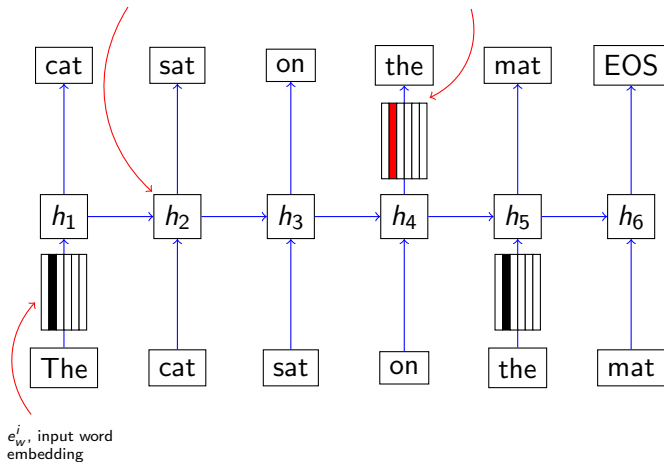 cat sat on the mat EOS
h₁ h₂ h₃ h₄ h₅ h₆
The cat sat on the mat
eⁱ_w, input word
embedding